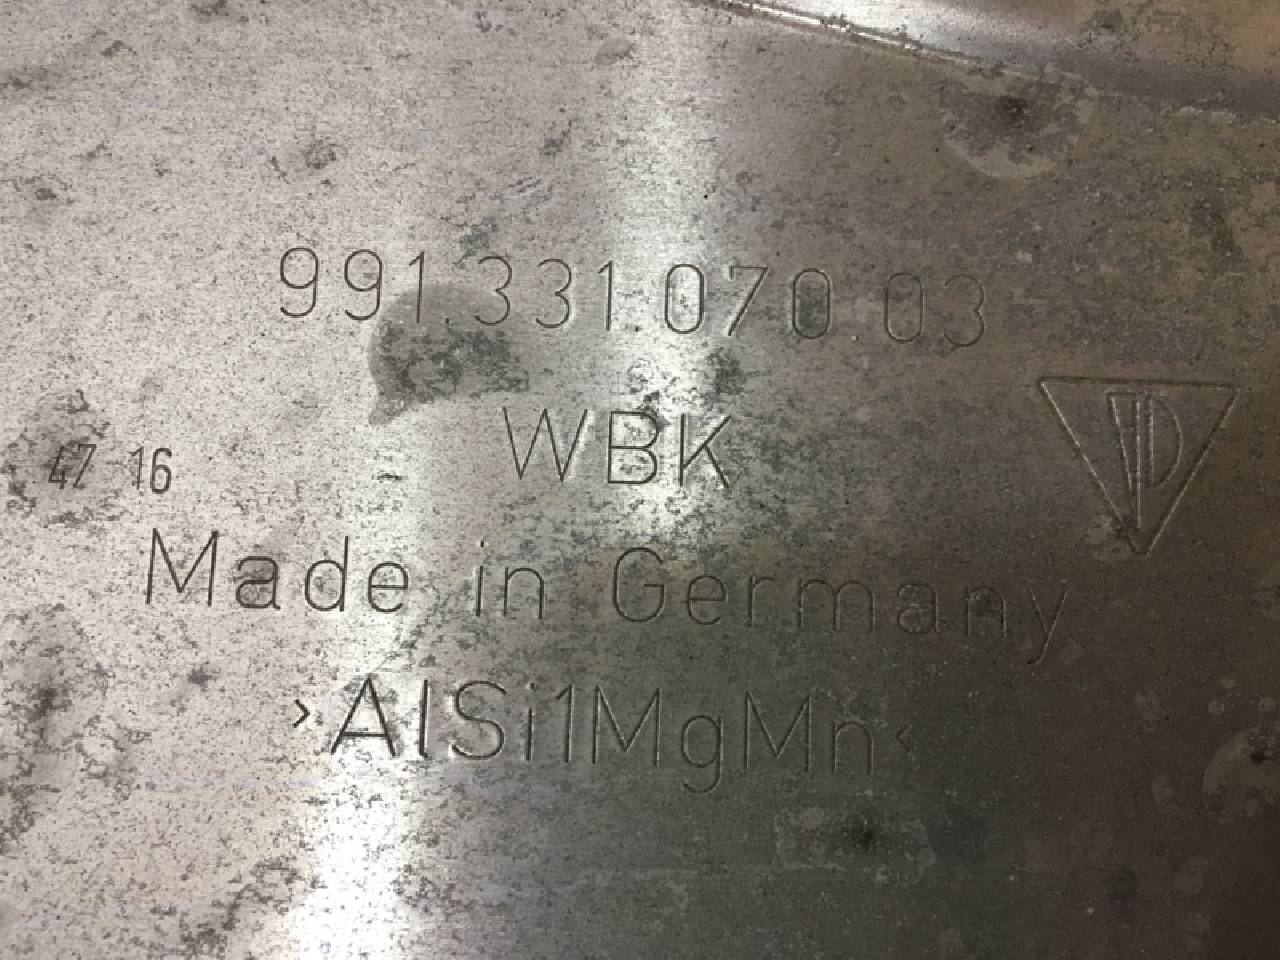 991.331.070.03
WBK
47 16
Made in Germany
>AlSi1MgMn<